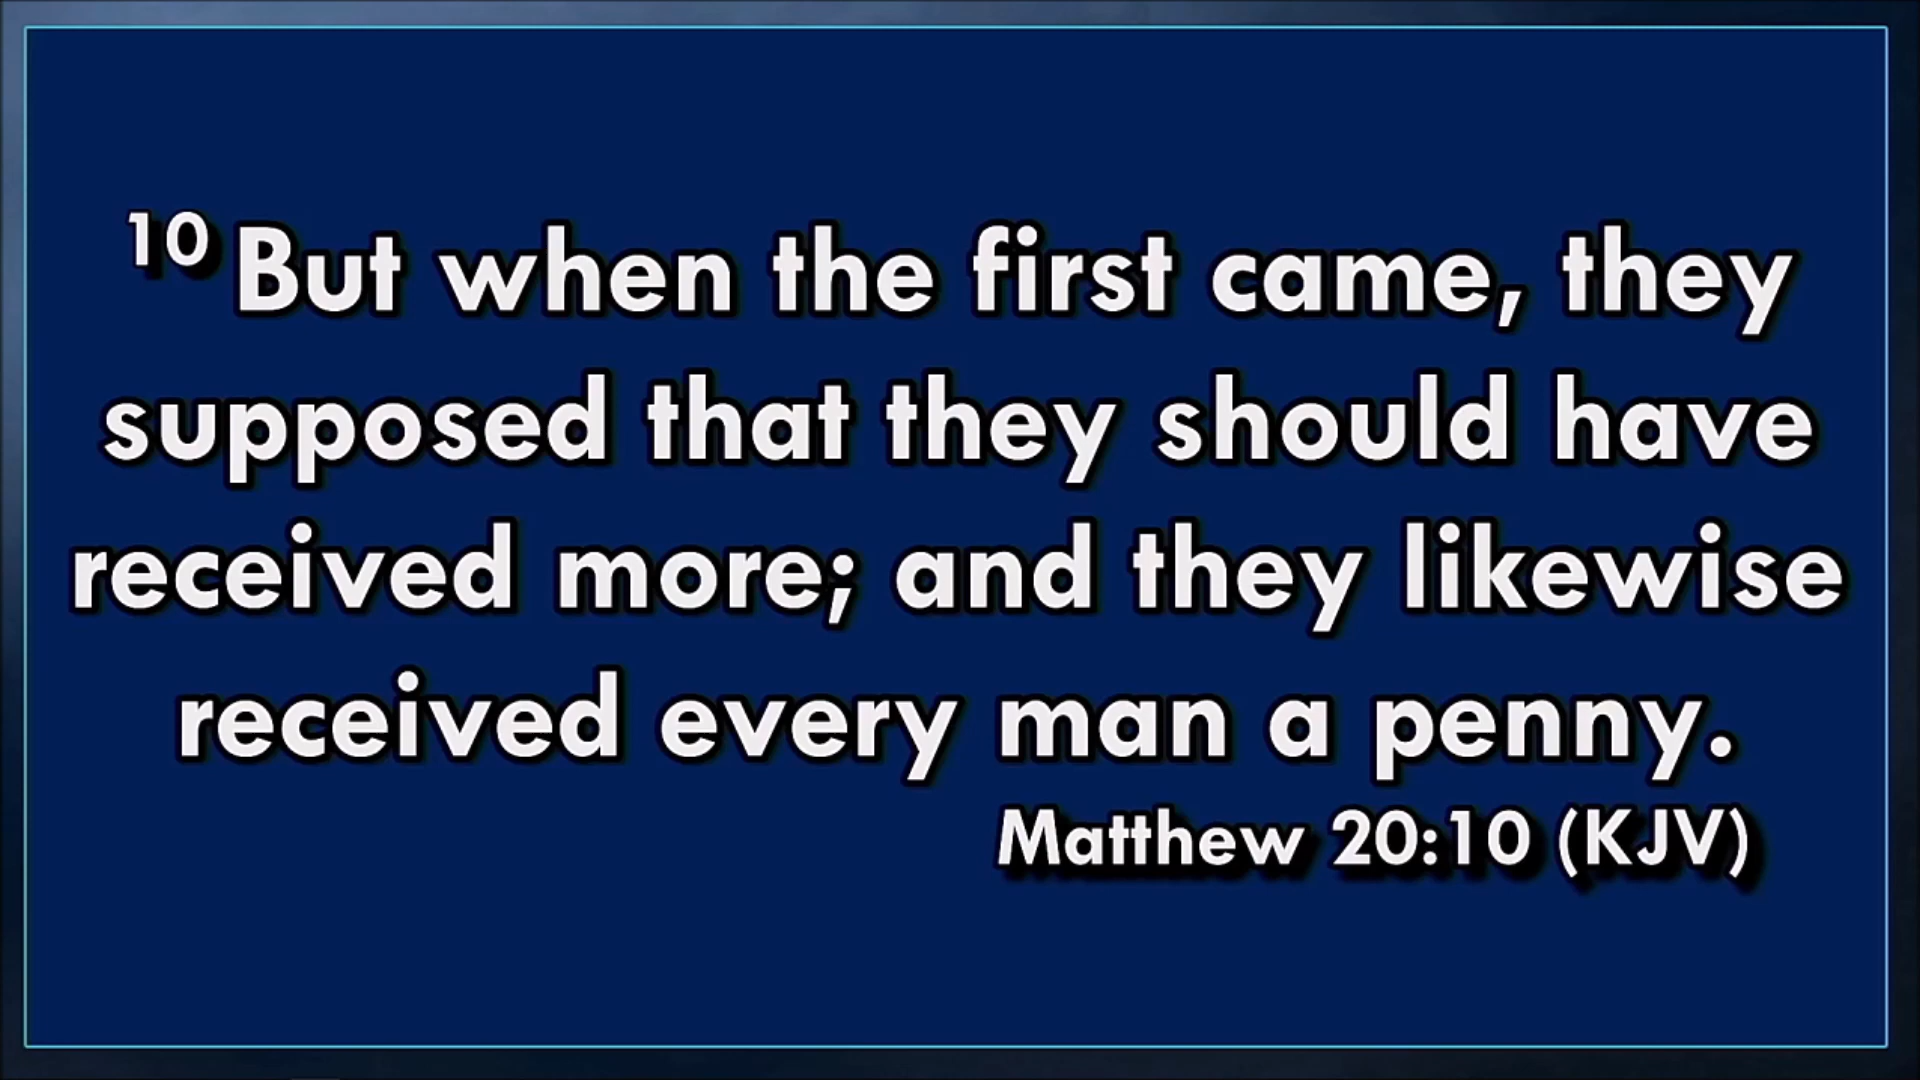 10 But when the first came, they
supposed that they should have
received more; and they likewise
received every man a penny.
Matthew 20:10 (KJV)